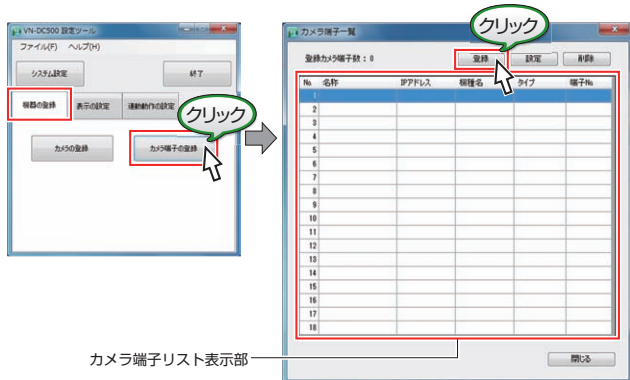 VN-DC500 設定ツール
ファイル(F) ヘルプ(H)
システム設定
終了
機器の登録
表示の設定
連動動作の設定
クリック
カメラの登録
カメラ端子の登録
カメラ端子一覧
クリック
登録カメラ端子数：0
登録
設定
削除
No. 名称 IPアドレス 機種名 タイプ 端子No.
1
2
3
4
5
6
7
8
9
10
11
12
13
14
15
16
17
18
カメラ端子リスト表示部
閉じる